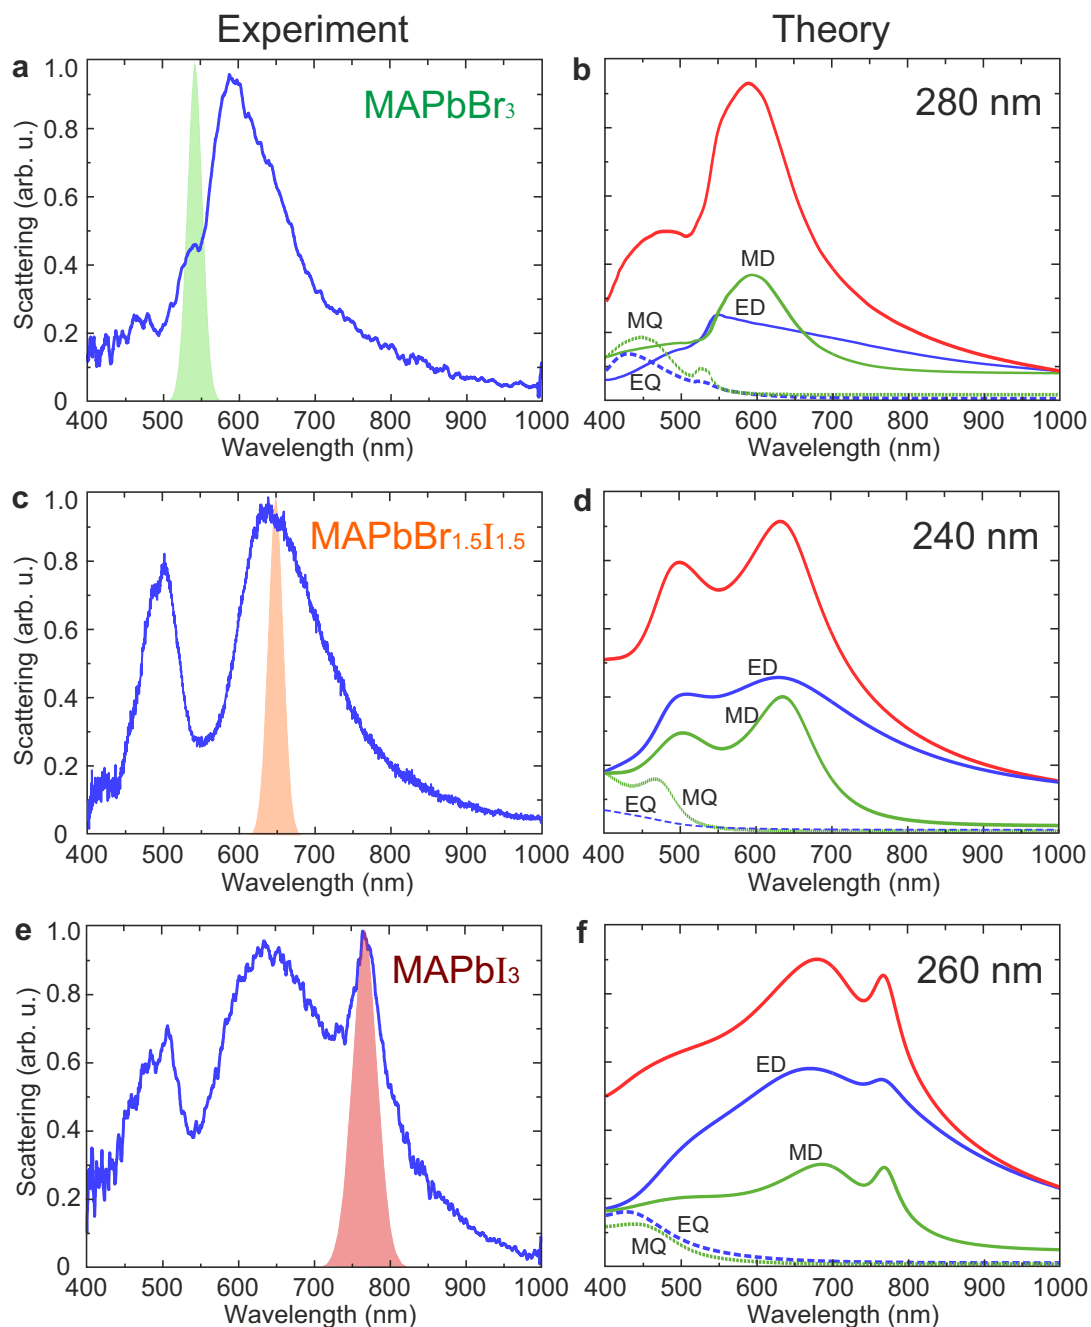 Experiment
Theory
a
Scattering (arb. u.)
1.0
0.8
0.6
0.4
0.2
0
MAPbBr3
400 500 600 700 800 900 1000
Wavelength (nm)
b
280 nm
MD
ED
MQ
EQ
400 500 600 700 800 900 1000
Wavelength (nm)
c
Scattering (arb. u.)
1.0
0.8
0.6
0.4
0.2
0
MAPbBr1.5I1.5
400 500 600 700 800 900 1000
Wavelength (nm)
d
240 nm
ED
MD
EQ
MQ
400 500 600 700 800 900 1000
Wavelength (nm)
e
Scattering (arb. u.)
1.0
0.8
0.6
0.4
0.2
0
MAPbI3
400 500 600 700 800 900 1000
Wavelength (nm)
f
260 nm
ED
MD
EQ
MQ
400 500 600 700 800 900 1000
Wavelength (nm)